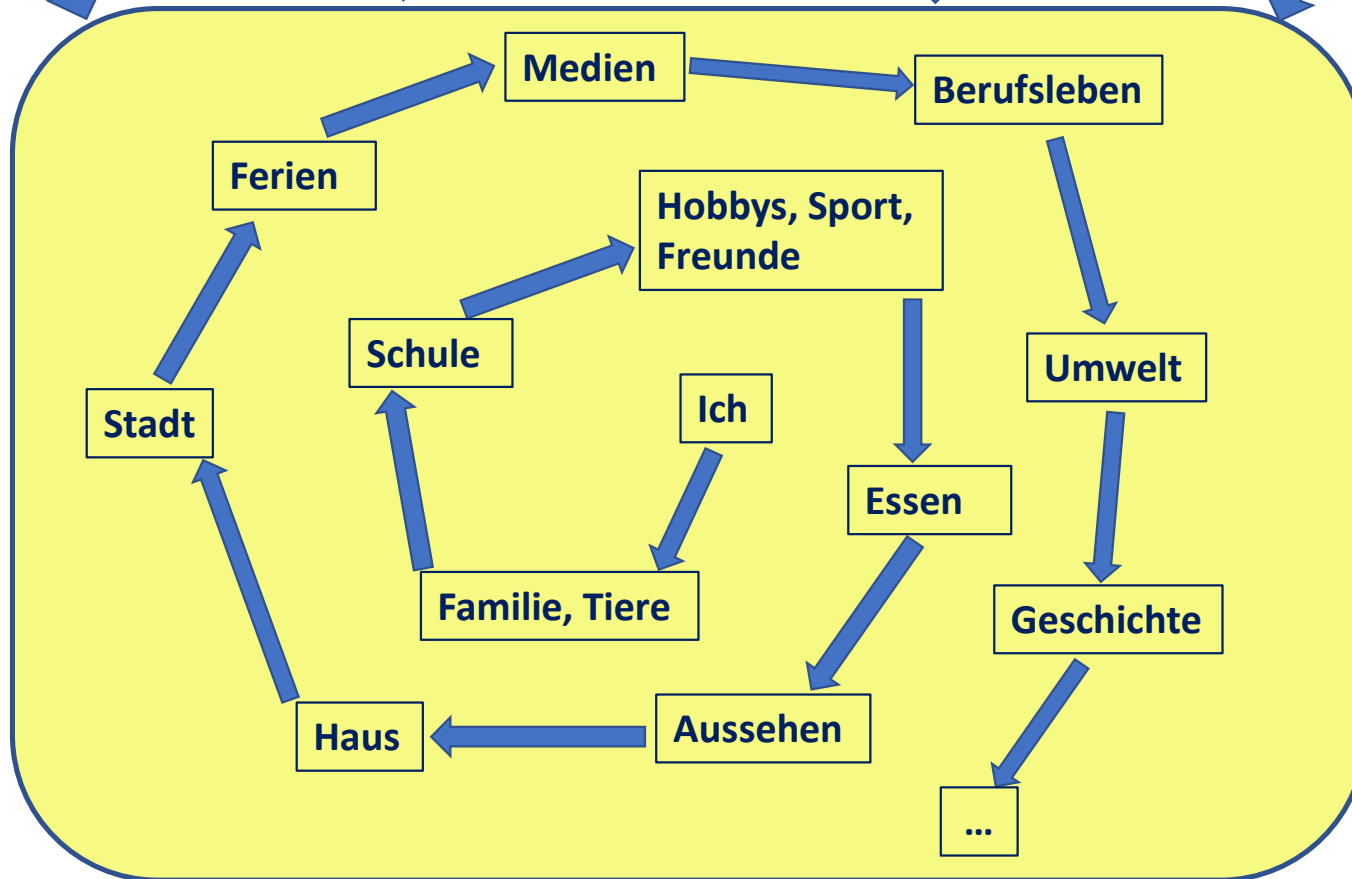 Medien
Berufsleben
Ferien
Hobbys, Sport,
Freunde
Schule
Umwelt
Ich
Stadt
Essen
Familie, Tiere
Geschichte
Aussehen
Haus
...